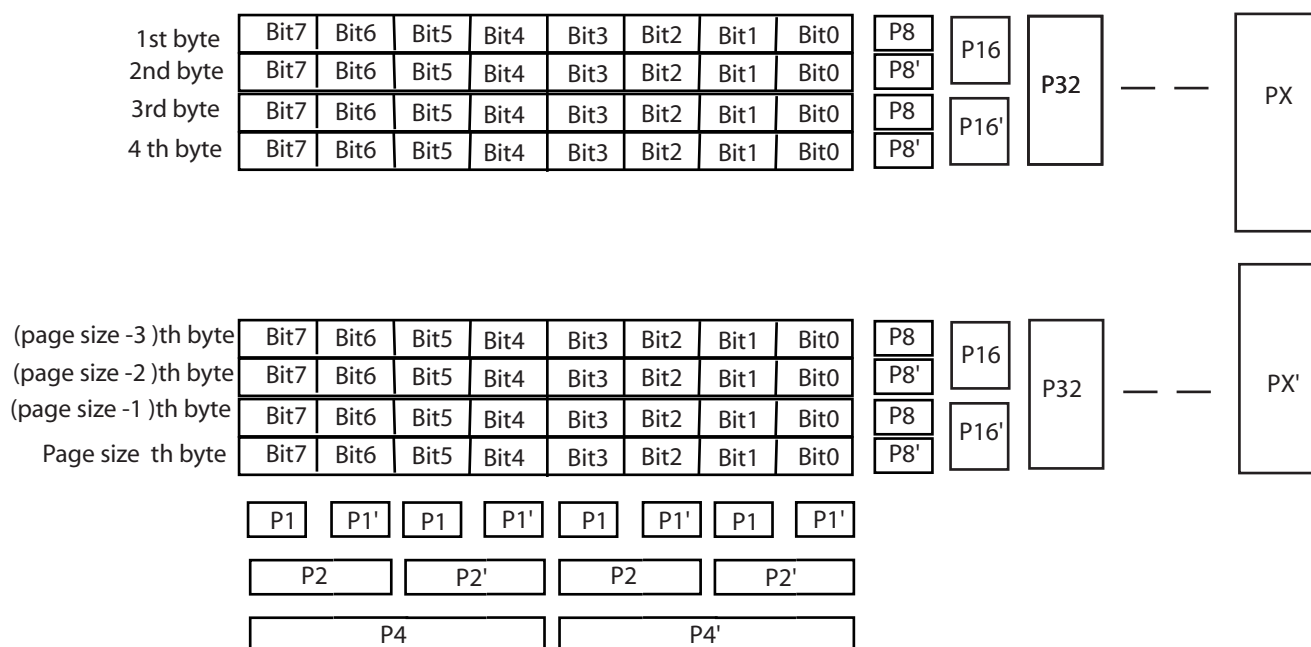 1st byte Bit7 Bit6 Bit5 Bit4 Bit3 Bit2 Bit1 Bit0 P8 P16 P32 PX
2nd byte Bit7 Bit6 Bit5 Bit4 Bit3 Bit2 Bit1 Bit0 P8'
3rd byte Bit7 Bit6 Bit5 Bit4 Bit3 Bit2 Bit1 Bit0 P8 P16'
4 th byte Bit7 Bit6 Bit5 Bit4 Bit3 Bit2 Bit1 Bit0 P8'
(page size -3 )th byte Bit7 Bit6 Bit5 Bit4 Bit3 Bit2 Bit1 Bit0 P8 P16 P32 PX'
(page size -2 )th byte Bit7 Bit6 Bit5 Bit4 Bit3 Bit2 Bit1 Bit0 P8'
(page size -1 )th byte Bit7 Bit6 Bit5 Bit4 Bit3 Bit2 Bit1 Bit0 P8 P16'
Page size th byte Bit7 Bit6 Bit5 Bit4 Bit3 Bit2 Bit1 Bit0 P8'
P1 P1' P1 P1' P1 P1' P1 P1'
P2 P2' P2 P2'
P4 P4'